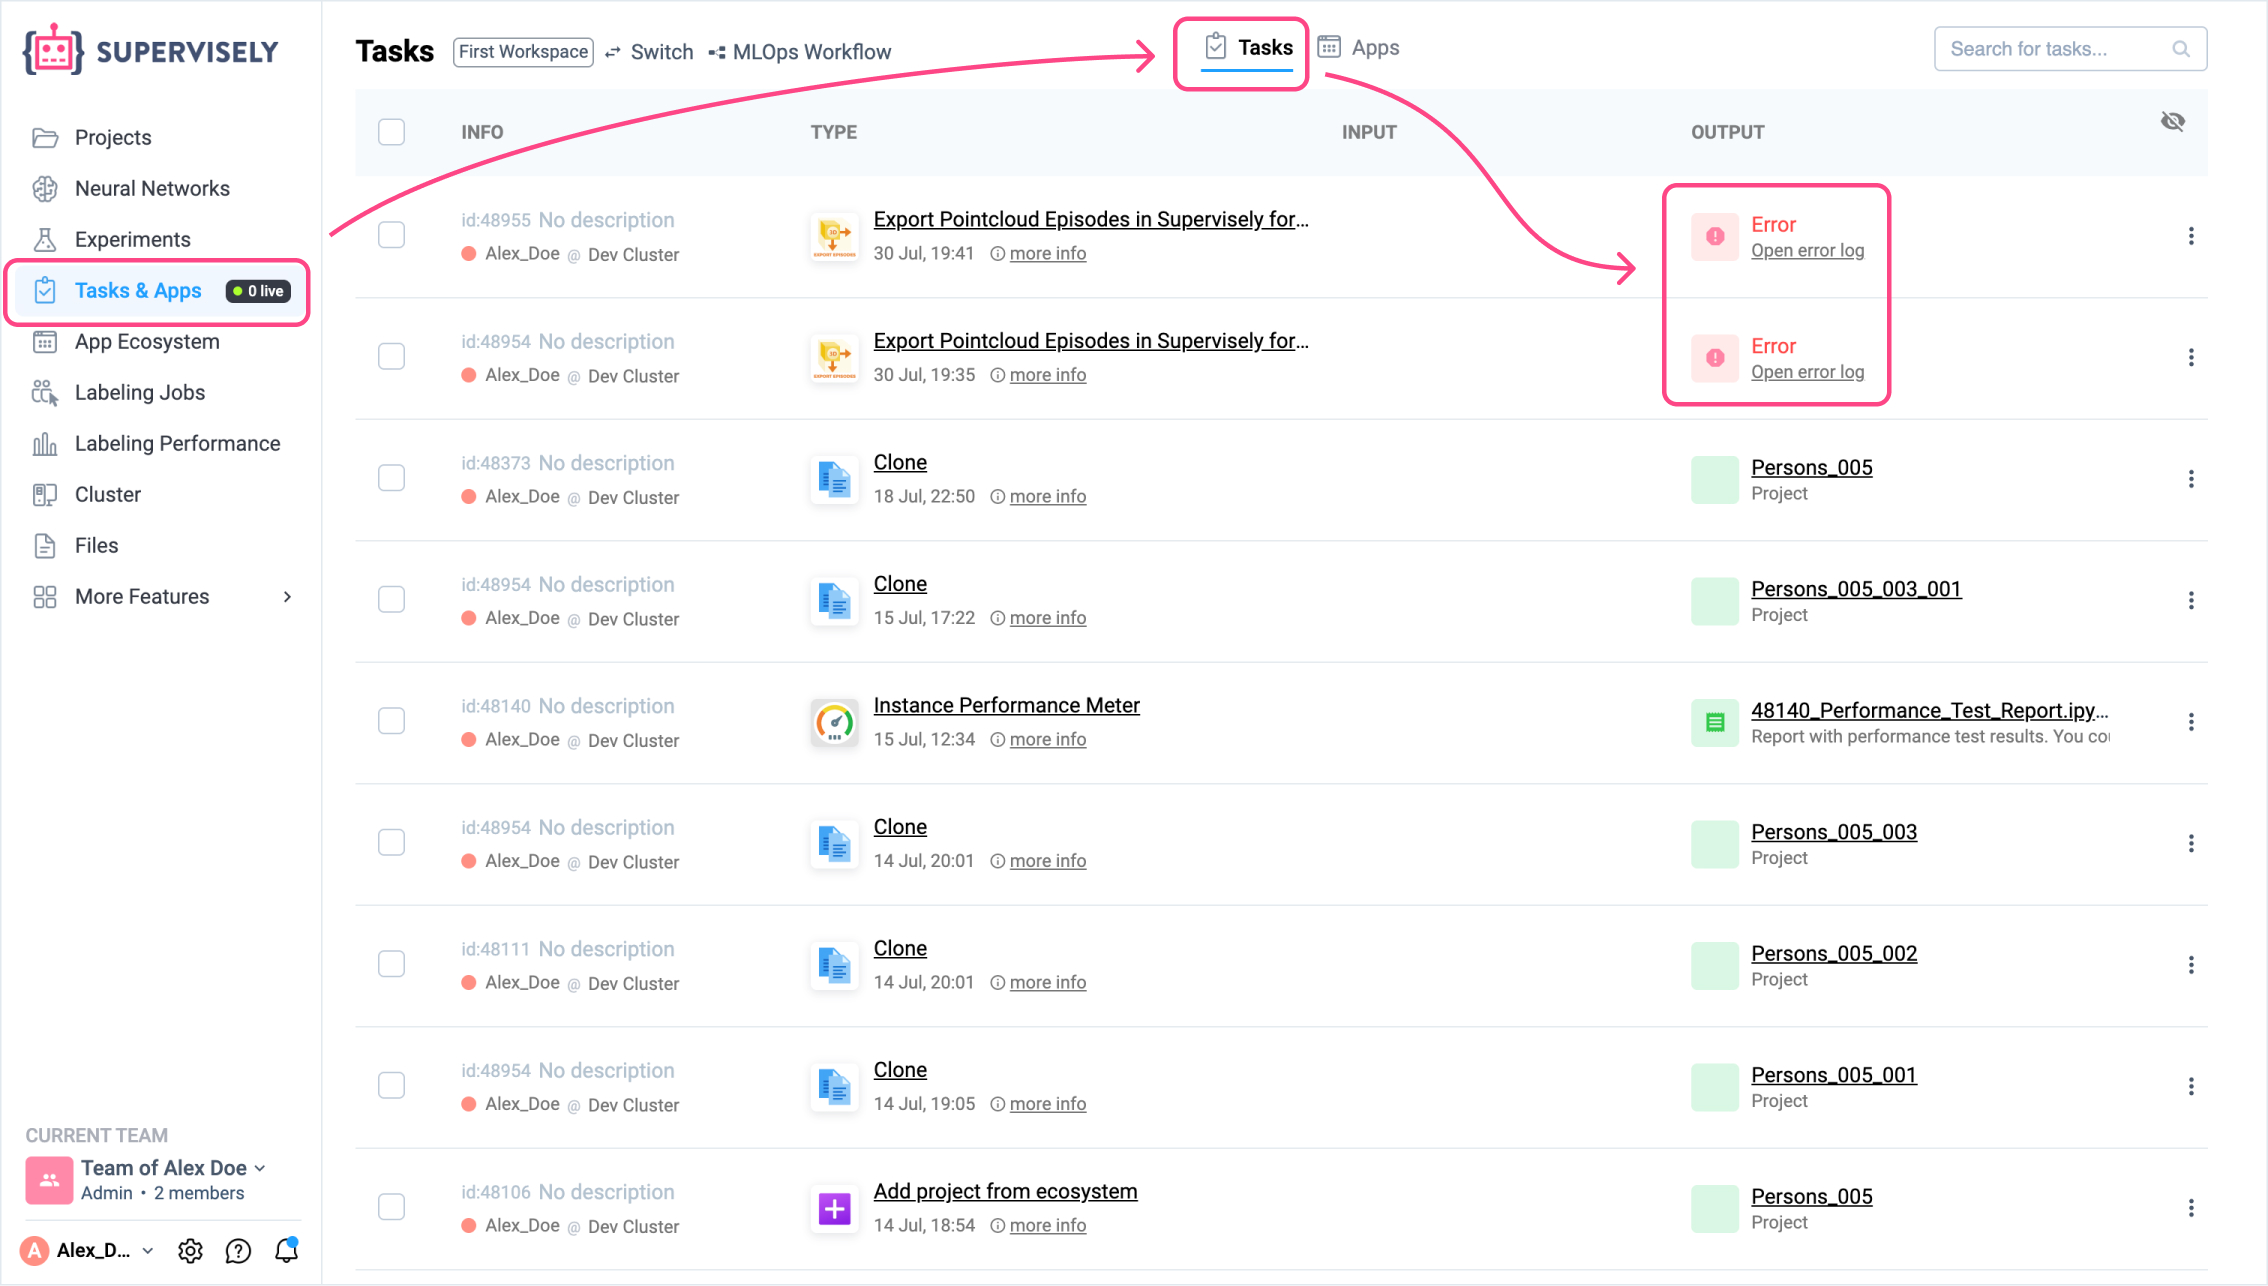 SUPERVISELY
Projects
Neural Networks
Experiments
Tasks & Apps
0 live
App Ecosystem
Labeling Jobs
Labeling Performance
Cluster
Files
More Features
CURRENT TEAM
Team of Alex Doe
Admin • 2 members
A Alex_D...
Tasks First Workspace Switch MLOps Workflow
Tasks Apps
Search for tasks...
INFO TYPE INPUT OUTPUT
id:48955 No description
Alex_Doe @ Dev Cluster
Export Pointcloud Episodes in Supervisely for...
30 Jul, 19:41 more info
Error
Open error log
id:48954 No description
Alex_Doe @ Dev Cluster
Export Pointcloud Episodes in Supervisely for...
30 Jul, 19:35 more info
Error
Open error log
id:48373 No description
Alex_Doe @ Dev Cluster
Clone
18 Jul, 22:50 more info
Persons_005
Project
id:48954 No description
Alex_Doe @ Dev Cluster
Clone
15 Jul, 17:22 more info
Persons_005_003_001
Project
id:48140 No description
Alex_Doe @ Dev Cluster
Instance Performance Meter
15 Jul, 12:34 more info
48140_Performance_Test_Report.ipy...
Report with performance test results. You
id:48954 No description
Alex_Doe @ Dev Cluster
Clone
14 Jul, 20:01 more info
Persons_005_003
Project
id:48111 No description
Alex_Doe @ Dev Cluster
Clone
14 Jul, 20:01 more info
Persons_005_002
Project
id:48954 No description
Alex_Doe @ Dev Cluster
Clone
14 Jul, 19:05 more info
Persons_005_001
Project
id:48106 No description
Alex_Doe @ Dev Cluster
Add project from ecosystem
14 Jul, 18:54 more info
Persons_005
Project